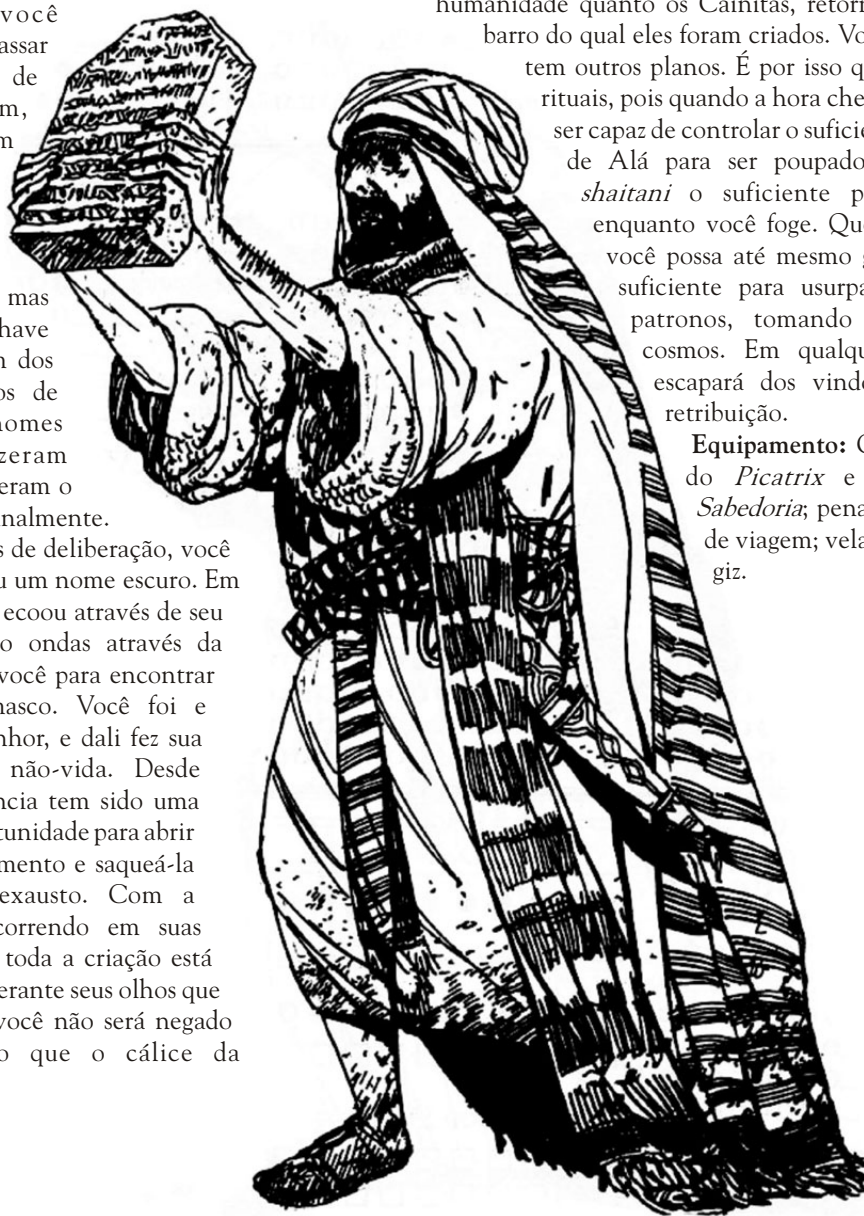 você
assar
de
m,
m
mas
have
n dos
os de
nomes
zeram
eram o
nalmente.
s de deliberação, você
u um nome escuro. Em
ecoou através de seu
o ondas através da
você para encontrar
nasco. Você foi e
nhor, e dali fez sua
não-vida. Desde
ncia tem sido uma
tunidade para abrir
mento e saqueá-la
exausto. Com a
correndo em suas
toda a criação está
erante seus olhos que
você não será negado
o que o cálice da
humanidade quanto os Cainitas, retorn
barro do qual eles foram criados. Vo
tem outros planos. É por isso q
rituais, pois quando a hora che
ser capaz de controlar o suficie
de Alá para ser poupado
shaitani o suficiente p
enquanto você foge. Que
você possa até mesmo g
suficiente para usurpa
patronos, tomando
cosmos. Em qualqu
escapará dos vind
retribuição.
Equipamento: C
do Picatrix e
Sabedoria; pena
de viagem; vela
giz.